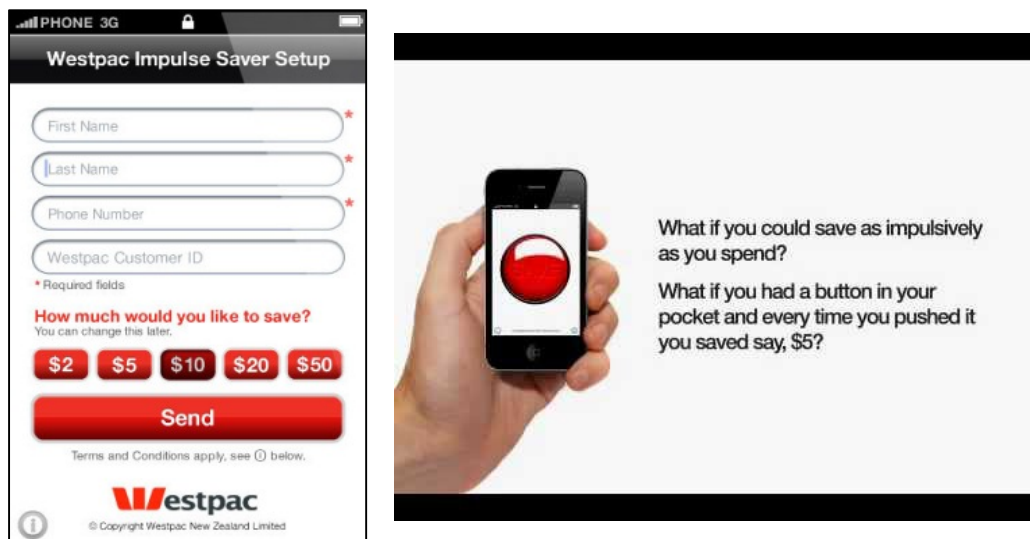 PHONE 3G
Westpac Impulse Saver Setup
First Name *
Last Name *
Phone Number *
Westpac Customer ID
* Required fields
How much would you like to save?
You can change this later.
$2 $5 $10 $20 $50
Send
Terms and Conditions apply, see ⓘ below.
Westpac
© Copyright Westpac New Zealand Limited
What if you could save as impulsively
as you spend?
What if you had a button in your
pocket and every time you pushed it
you saved say, $5?